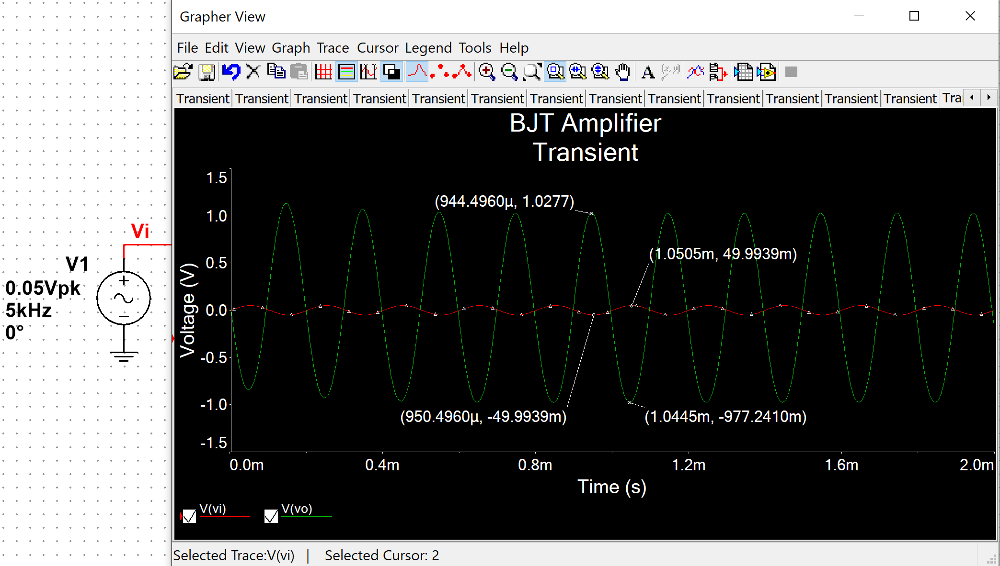 Grapher View
File Edit View Graph Trace Cursor Letend Tools Help
Transient Transient Transient Transient Transient Transient Transient Transient Transient Transient Transient Transient Transient Tra
BJT Amplifier
Transient
1.5
1.0
0.5
0.0
-0.5
-1.0
-1.5
Voltage (V)
(944.4960µ, 1.0277)
(1.0505m, 49.9939m)
(950.4960µ, -49.9939m)
(1.0445m, -977.2410m)
0.0m 0.4m 0.8m 1.2m 1.6m 2.0m
Time (s)
V(vi) V(vo)
Selected Trace:V(vi) | Selected Cursor: 2
Vi
V1
0.05Vpk
5kHz
0°